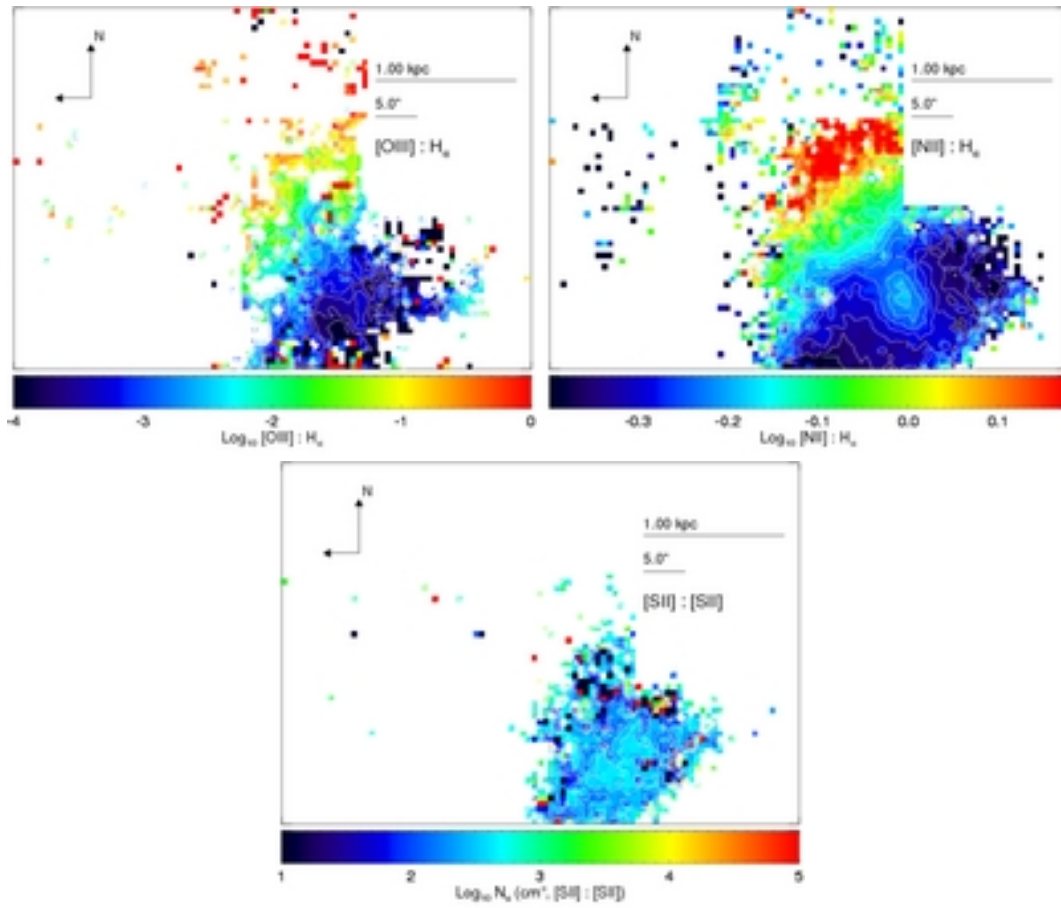 N
1.00 kpc
5.0"
[OIII] : Hα
-4 -3 -2 -1 0
Log₁₀ [OIII] : Hα
N
1.00 kpc
5.0"
[NII] : Hα
-0.3 -0.2 -0.1 0.0 0.1
Log₁₀ [NII] : Hα
N
1.00 kpc
5.0"
[SII] : [SII]
1 2 3 4 5
Log₁₀ Nₑ (cm³, [SII] : [SII])